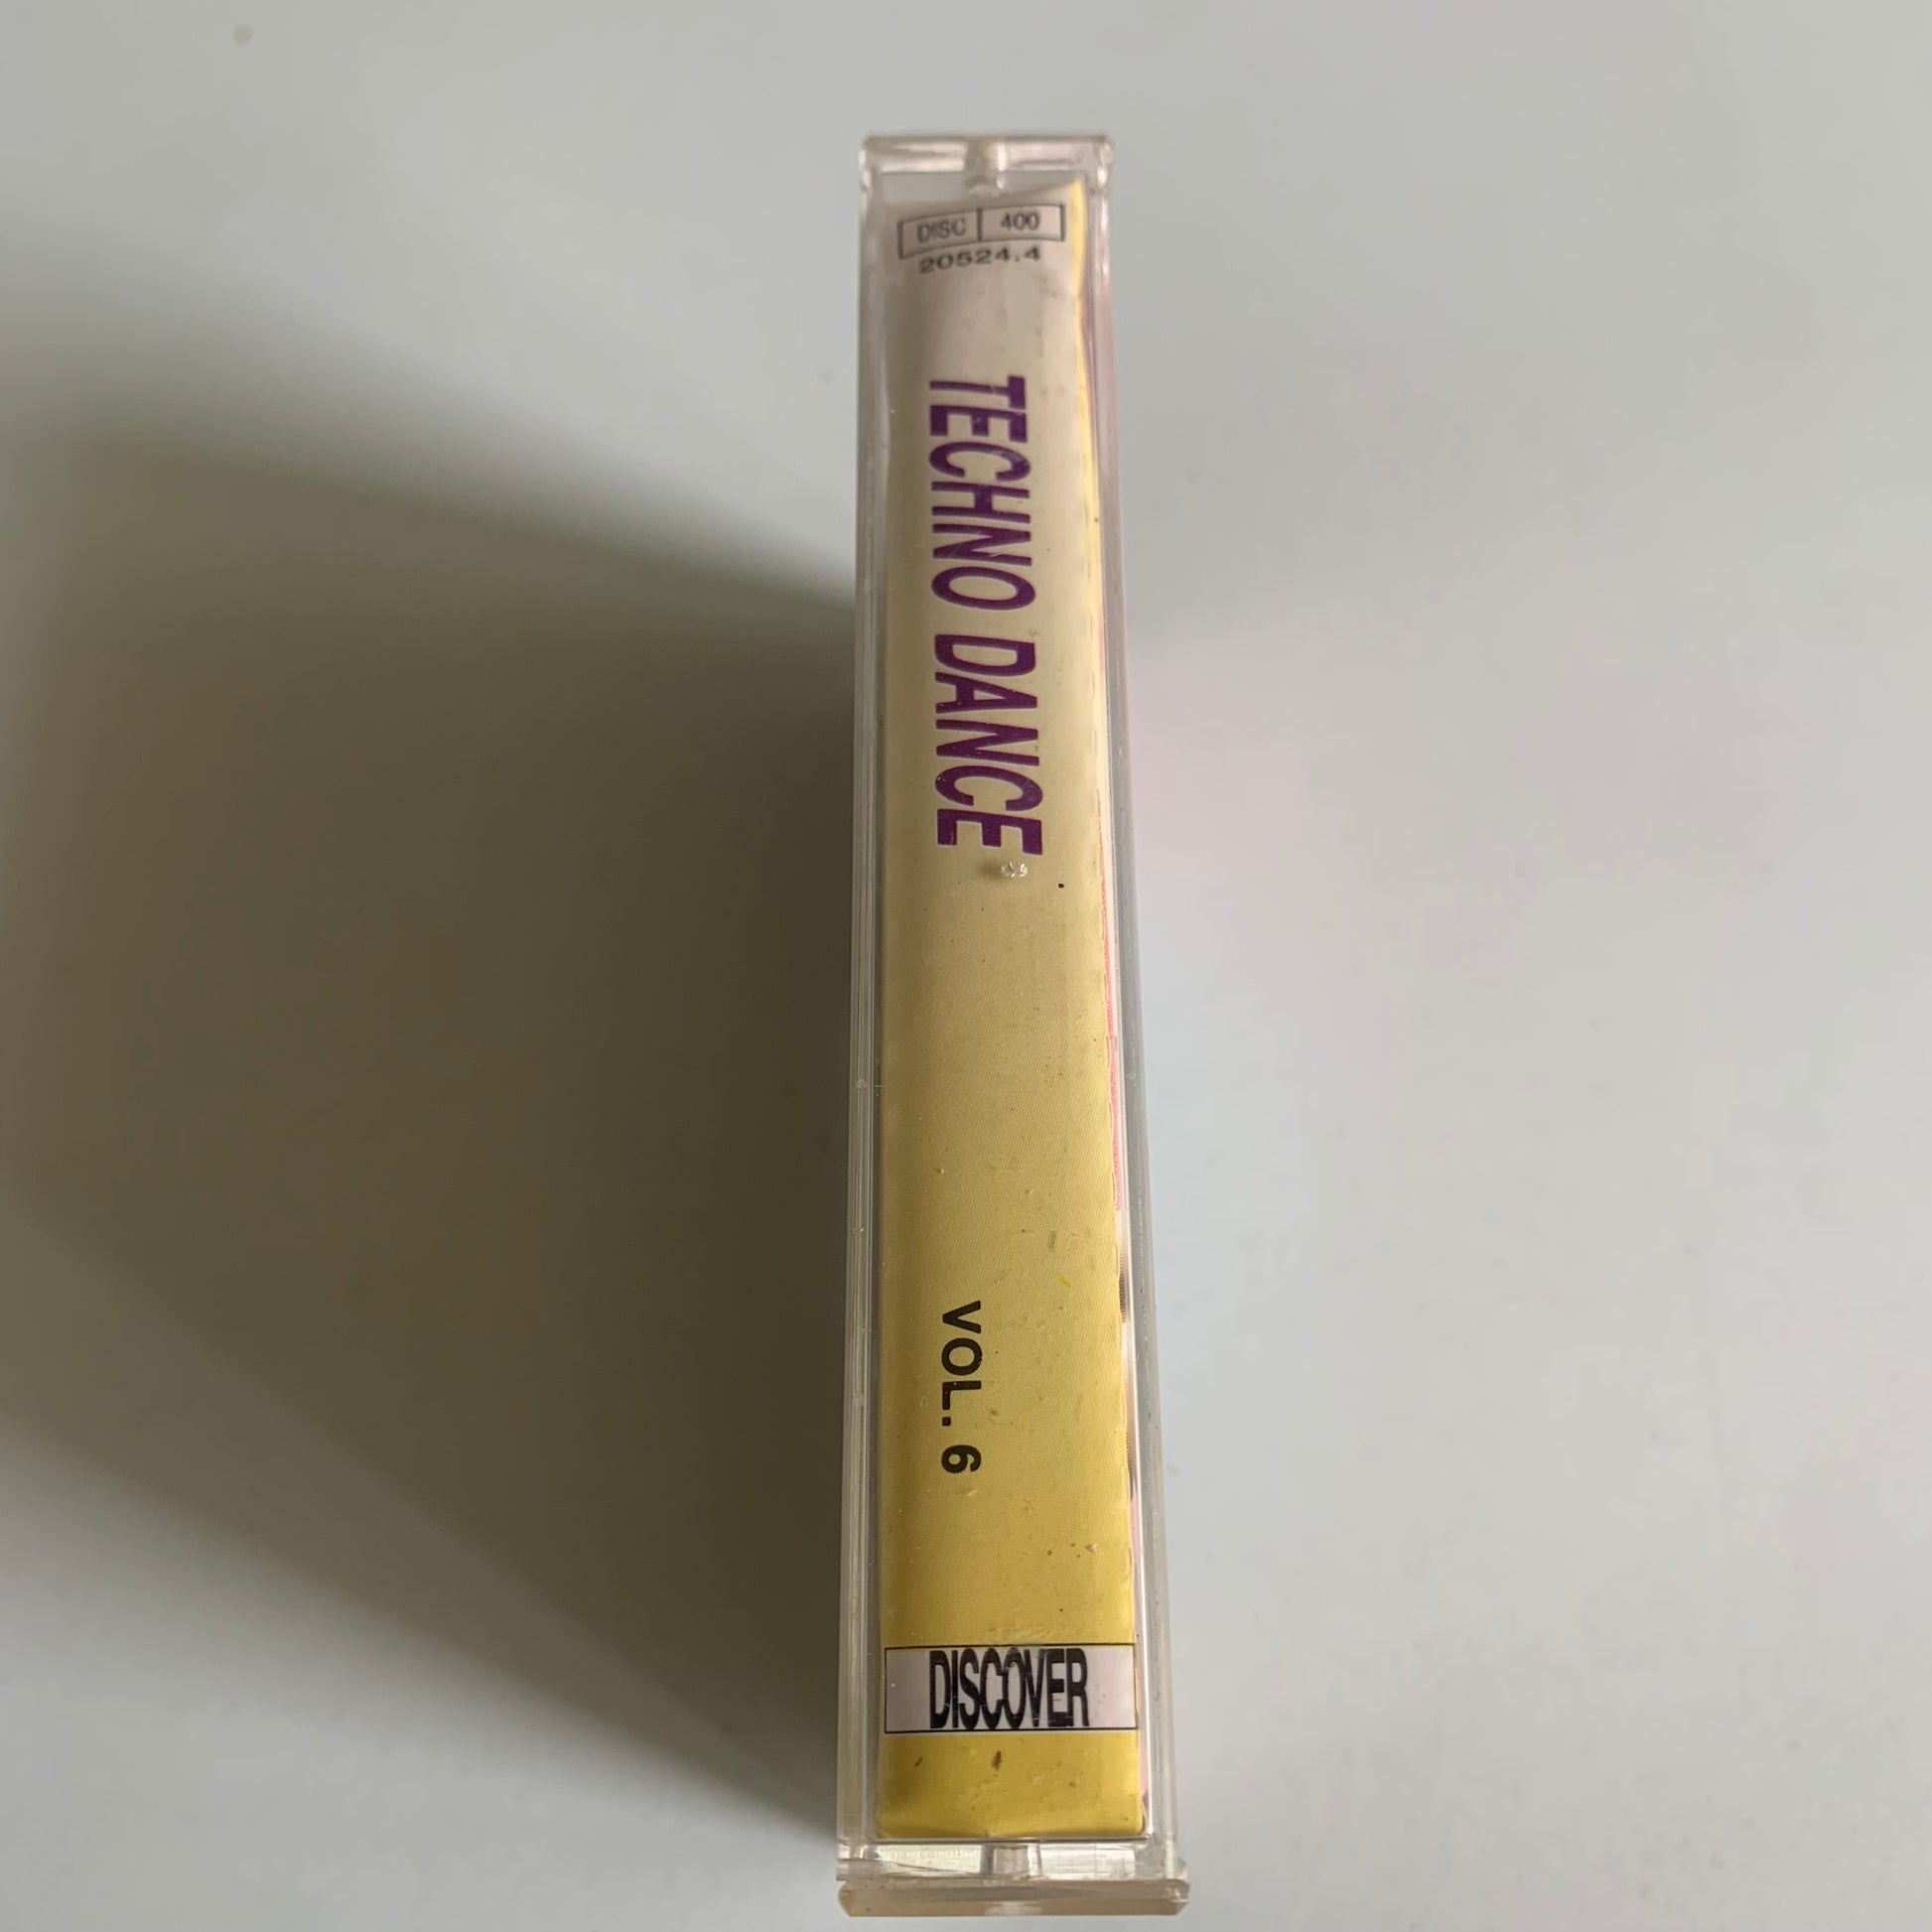 DISC 400
20524.4
TECHNO DANCE
VOL. 6
DISCOVER